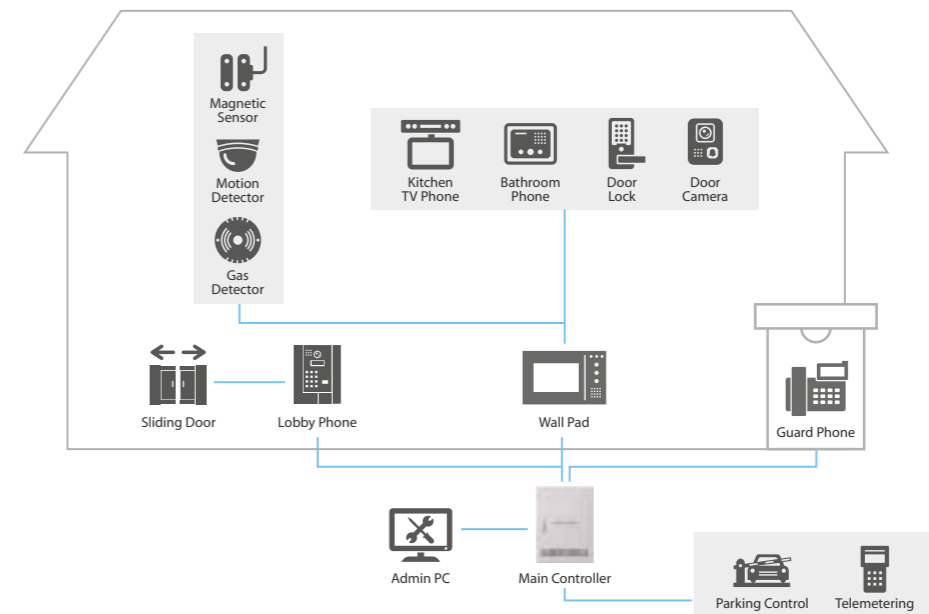 Magnetic
Sensor
Motion
Detector
Gas
Detector
Kitchen
TV Phone
Bathroom
Phone
Door
Lock
Door
Camera
Sliding Door
Lobby Phone
Wall Pad
Guard Phone
Admin PC
Main Controller
Parking Control
Telemetering